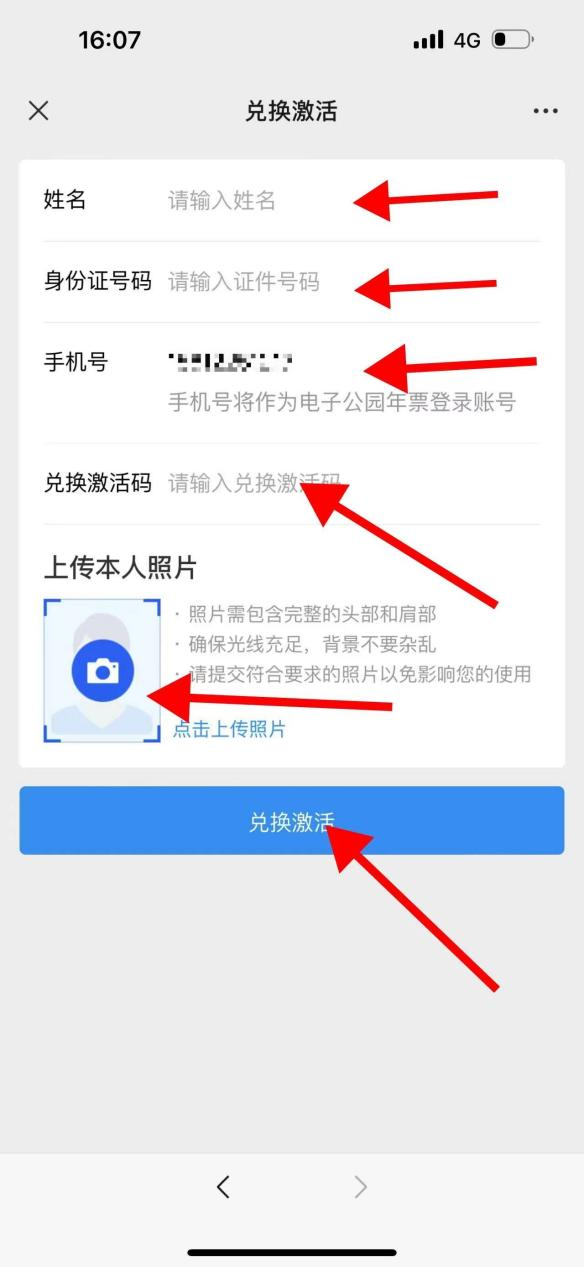 16:07
4G
兑换激活
姓名 请输入姓名
身份证号码 请输入证件号码
手机号
手机号将作为电子公园年票登录账号
兑换激活码 请输入兑换激活码
上传本人照片
· 照片需包含完整的头部和肩部
· 确保光线充足，背景不要杂乱
· 请提交符合要求的照片以免影响您的使用
点击上传照片
兑换激活